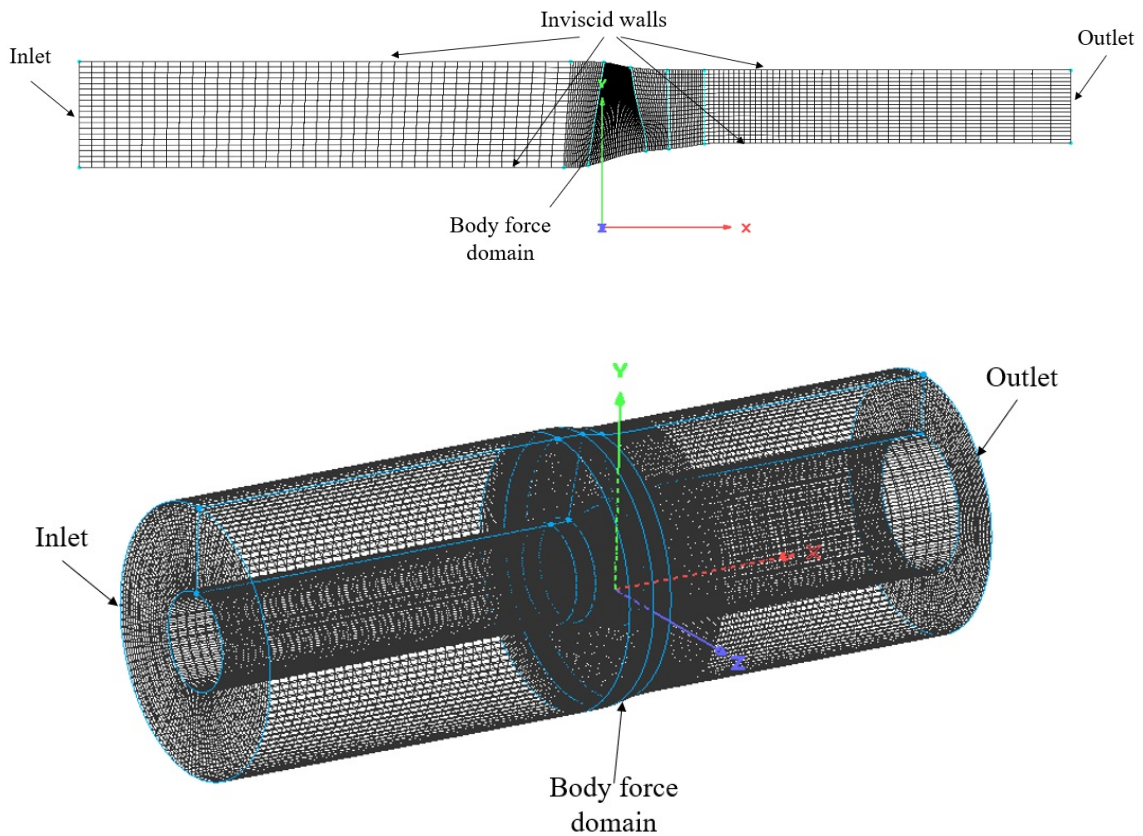 Inviscid walls
Inlet
Outlet
Y
Body force
domain
Z
X
Y
Outlet
X
Inlet
Z
Body force
domain